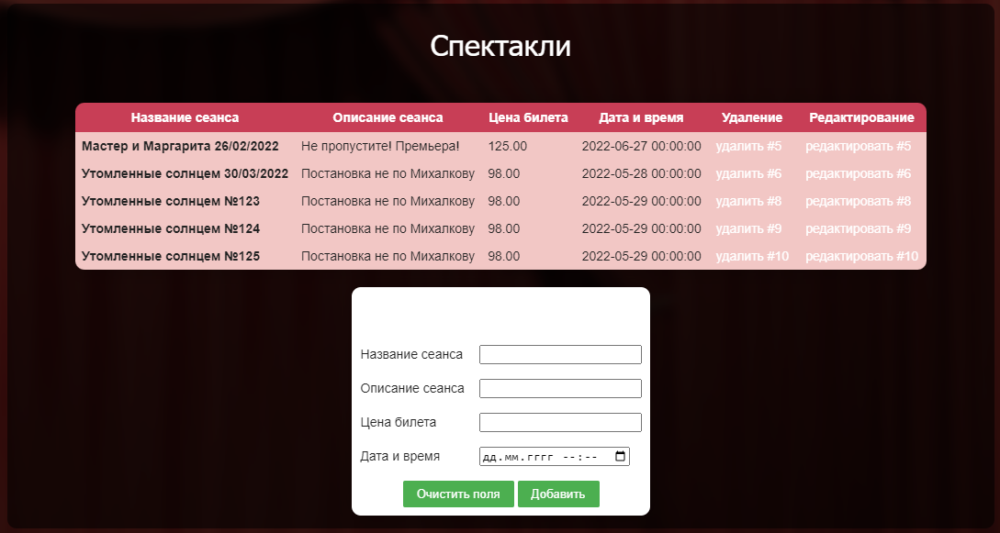 Спектакли
Название сеанса Описание сеанса Цена билета Дата и время Удаление Редактирование
Мастер и Маргарита 26/02/2022 Не пропустите! Премьера! 125.00 2022-06-27 00:00:00 удалить #5 редактировать #5
Утомленные солнцем 30/03/2022 Постановка не по Михалкову 98.00 2022-05-28 00:00:00 удалить #6 редактировать #6
Утомленные солнцем №123 Постановка не по Михалкову 98.00 2022-05-29 00:00:00 удалить #8 редактировать #8
Утомленные солнцем №124 Постановка не по Михалкову 98.00 2022-05-29 00:00:00 удалить #9 редактировать #9
Утомленные солнцем №125 Постановка не по Михалкову 98.00 2022-05-29 00:00:00 удалить #10 редактировать #10
Название сеанса
Описание сеанса
Цена билета
Дата и время дд.мм.гггг --:--
Очистить поля Добавить